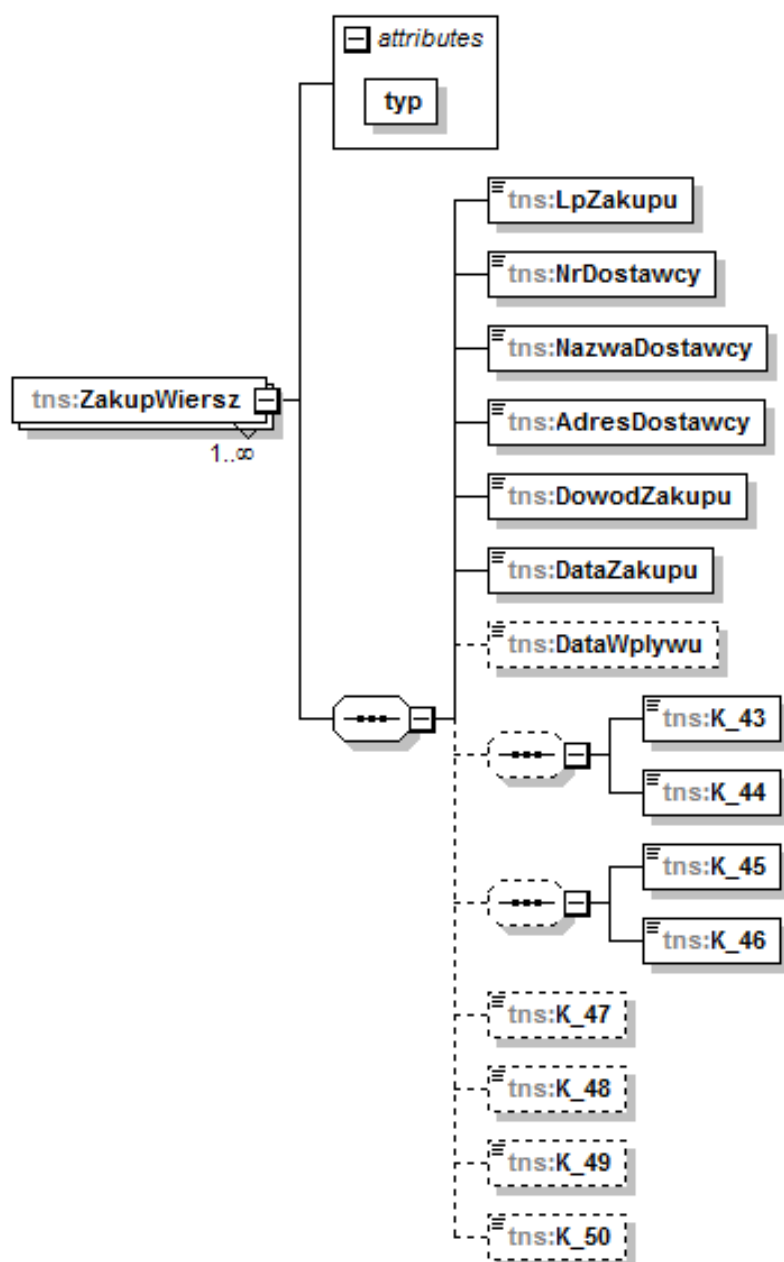 attributes
typ
tns:LpZakupu
tns:NrDostawcy
tns:NazwaDostawcy
tns:ZakupWiersz
1..∞
tns:AdresDostawcy
tns:DowodZakupu
tns:DataZakupu
tns:DataWplywu
tns:K_43
tns:K_44
tns:K_45
tns:K_46
tns:K_47
tns:K_48
tns:K_49
tns:K_50